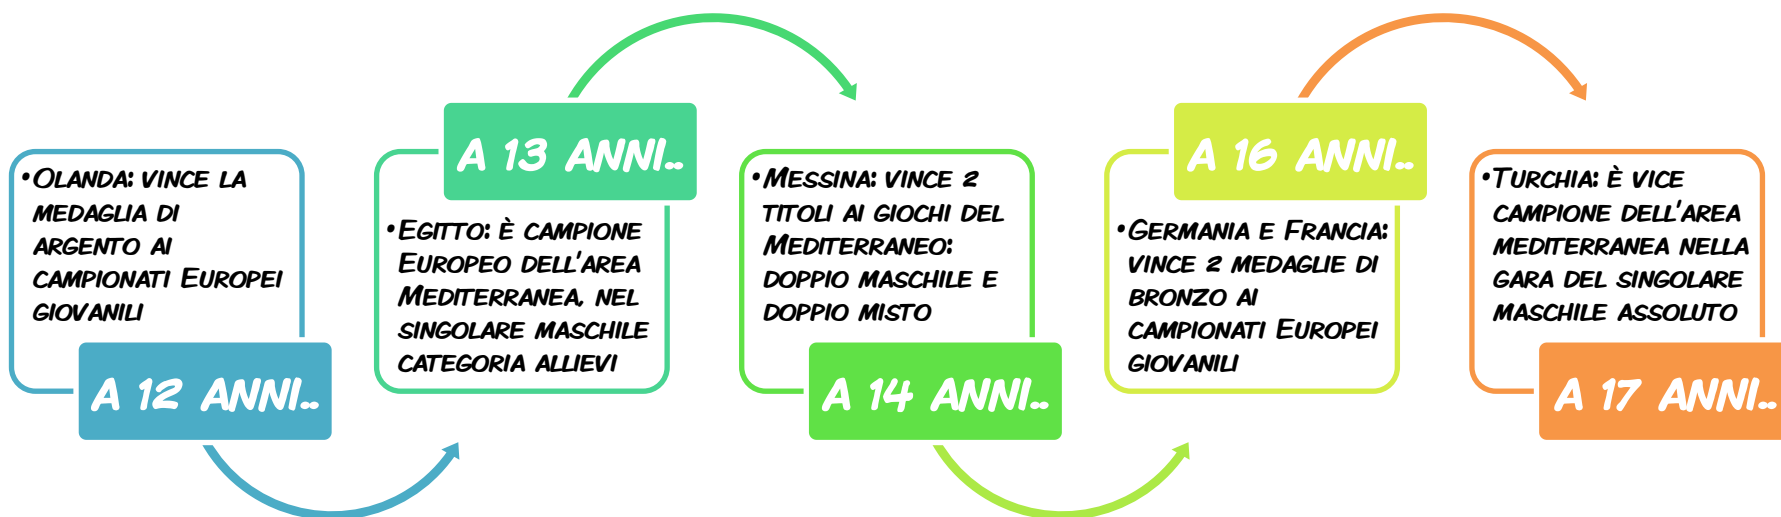 •Olanda: vince la
medaglia di
argento ai
campionati Europei
giovanili
A 12 ANNI..
A 13 ANNI..
•Egitto: è campione
Europeo dell'area
Mediterranea, nel
singolare maschile
categoria allievi
•Messina: vince 2
titoli ai giochi del
Mediterraneo:
doppio maschile e
doppio misto
A 14 ANNI..
A 16 ANNI..
•Germania e Francia:
vince 2 medaglie di
bronzo ai
campionati Europei
giovanili
•Turchia: è vice
campione dell'area
mediterranea nella
gara del singolare
maschile assoluto
A 17 ANNI..